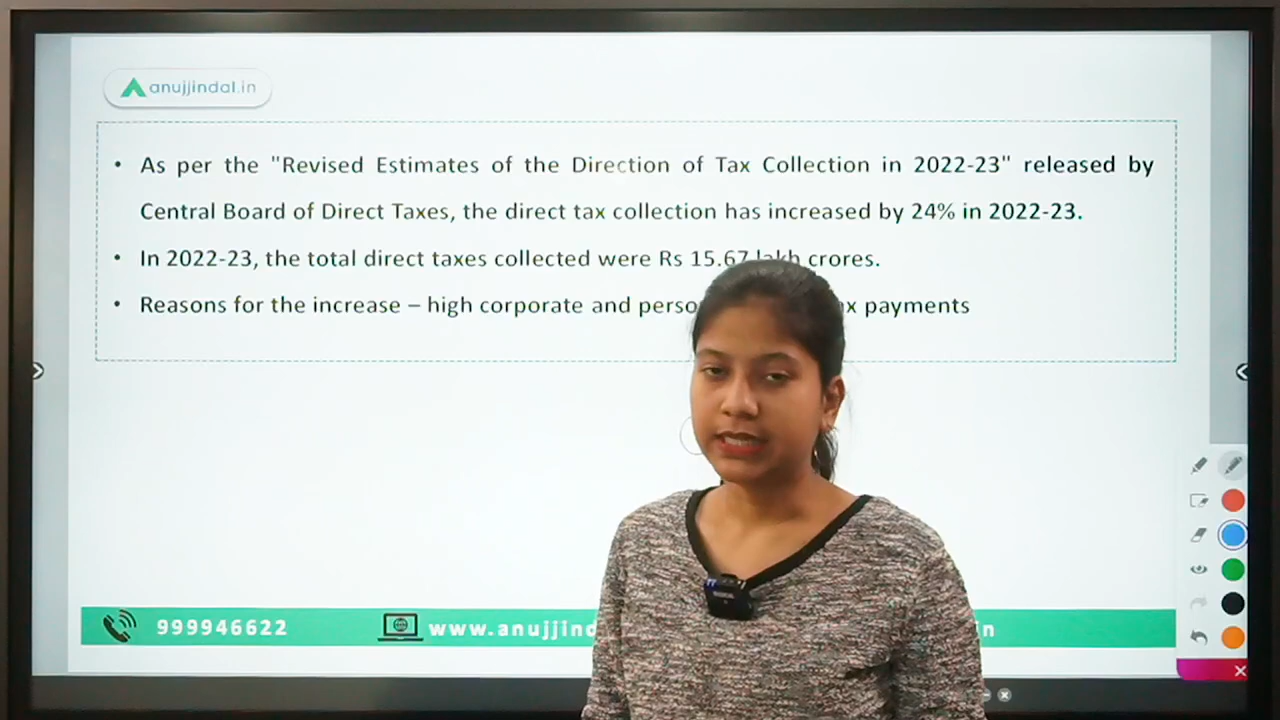 anujjindal.in
• As per the "Revised Estimates of the Direction of Tax Collection in 2022-23" released by
Central Board of Direct Taxes, the direct tax collection has increased by 24% in 2022-23.
• In 2022-23, the total direct taxes collected were Rs 15.67 lakh crores.
• Reasons for the increase – high corporate and tax payments
999946622